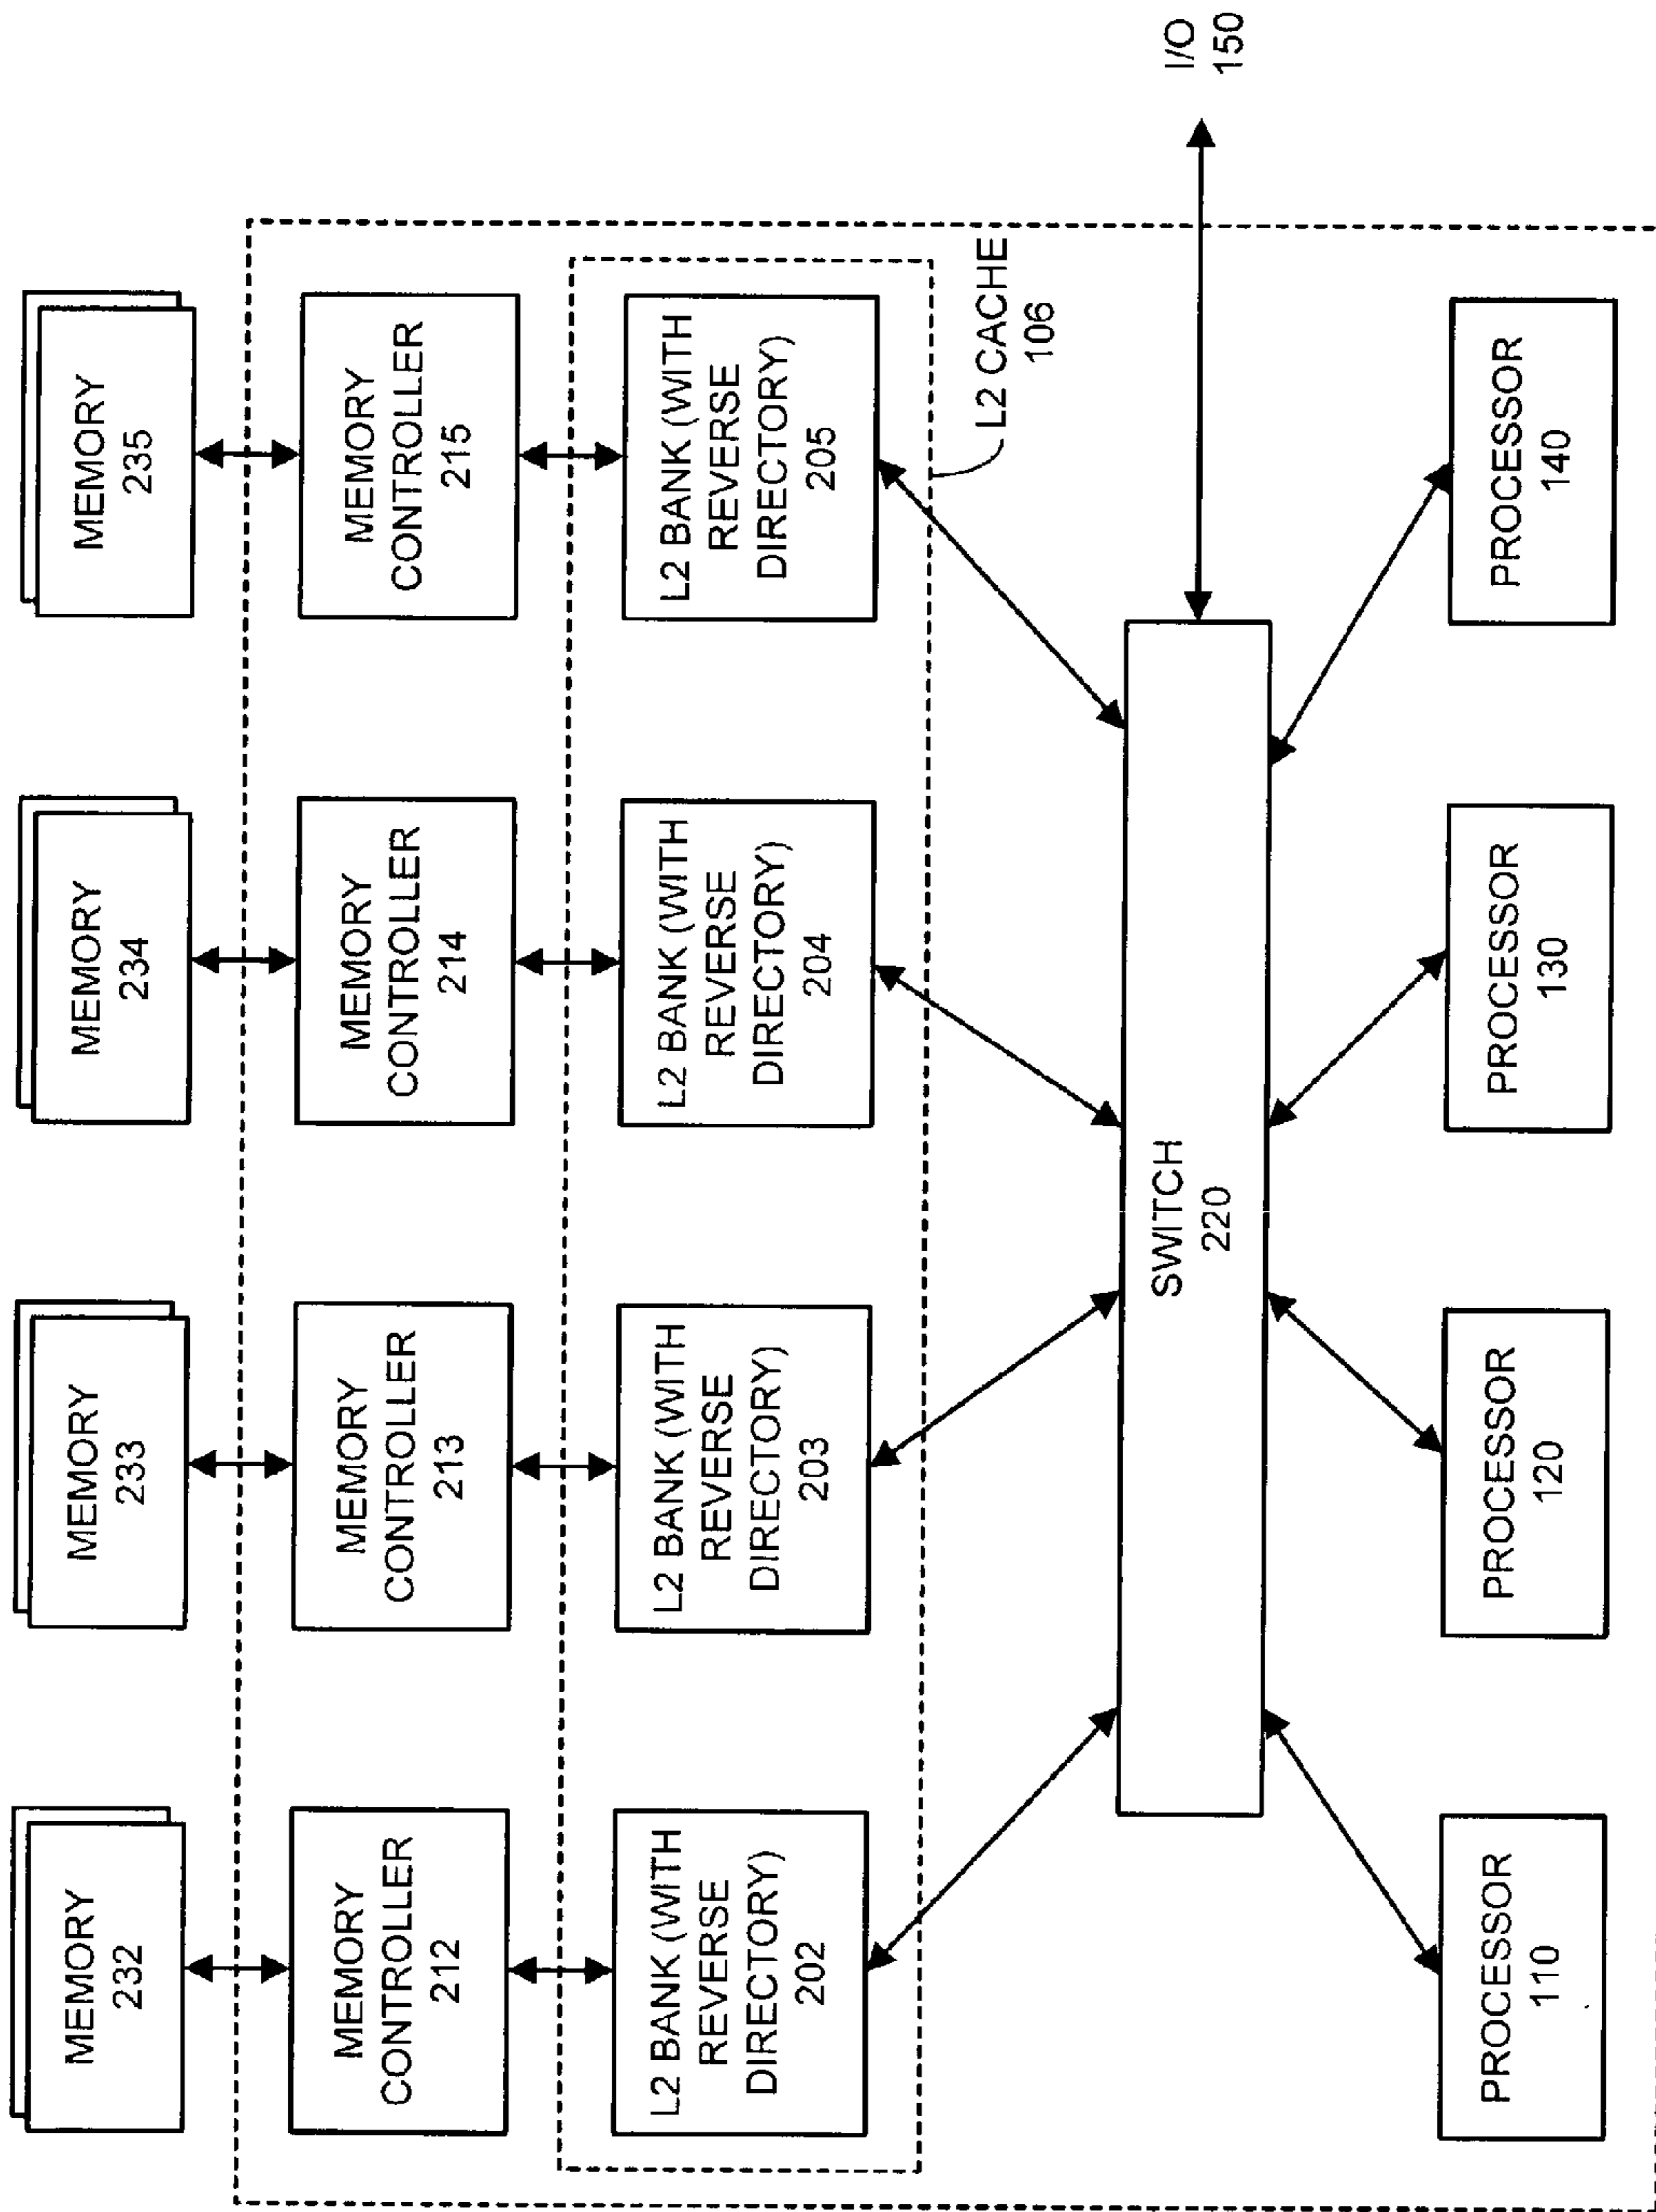 MEMORY
232
MEMORY
233
MEMORY
234
MEMORY
235
MEMORY
CONTROLLER
212
MEMORY
CONTROLLER
213
MEMORY
CONTROLLER
214
MEMORY
CONTROLLER
215
L2 BANK (WITH
REVERSE
DIRECTORY)
202
L2 BANK (WITH
REVERSE
DIRECTORY)
203
L2 BANK (WITH
REVERSE
DIRECTORY)
204
L2 BANK (WITH
REVERSE
DIRECTORY)
205
L2 CACHE
106
SWITCH
220
I/O
150
PROCESSOR
110
PROCESSOR
120
PROCESSOR
130
PROCESSOR
140